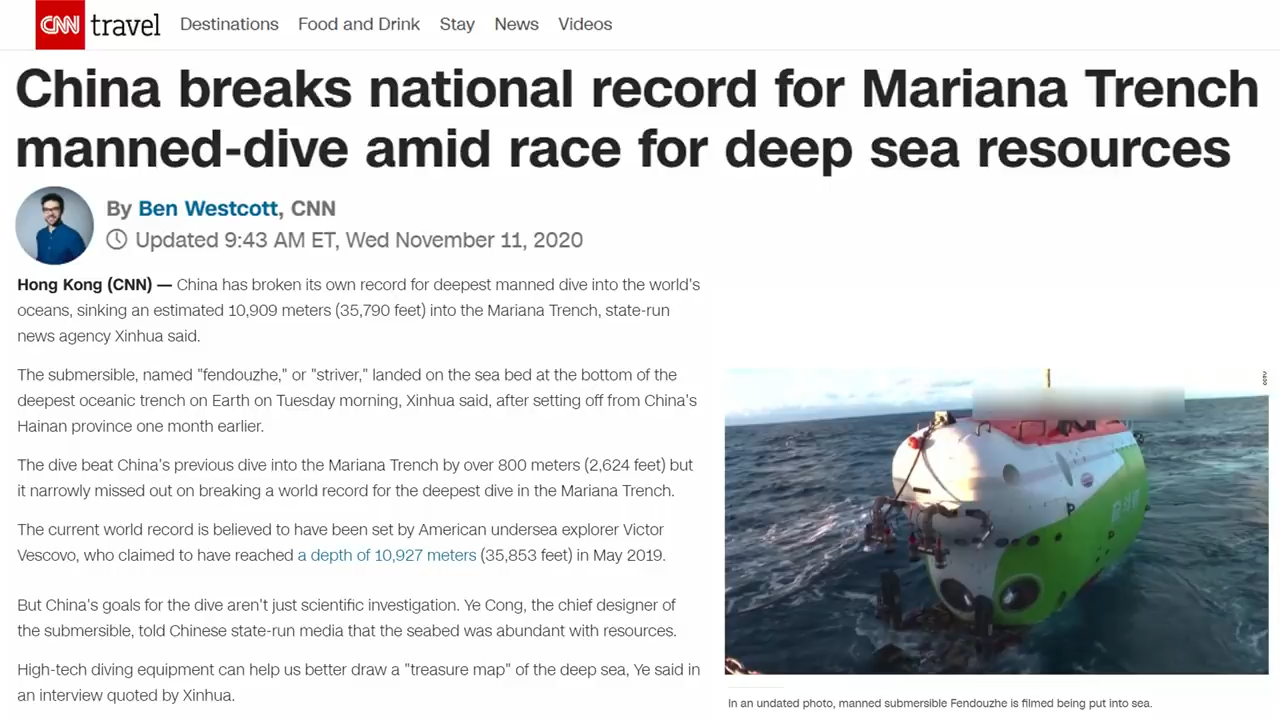 CNN travel Destinations Food and Drink Stay News Videos
China breaks national record for Mariana Trench
manned-dive amid race for deep sea resources
By Ben Westcott, CNN
Updated 9:43 AM ET, Wed November 11, 2020
Hong Kong (CNN) — China has broken its own record for deepest manned dive into the world's
oceans, sinking an estimated 10,909 meters (35,790 feet) into the Mariana Trench, state-run
news agency Xinhua said.
The submersible, named "fendouzhe," or "striver," landed on the sea bed at the bottom of the
deepest oceanic trench on Earth on Tuesday morning, Xinhua said, after setting off from China's
Hainan province one month earlier.
The dive beat China's previous dive into the Mariana Trench by over 800 meters (2,624 feet) but
it narrowly missed out on breaking a world record for the deepest dive in the Mariana Trench.
The current world record is believed to have been set by American undersea explorer Victor
Vescovo, who claimed to have reached a depth of 10,927 meters (35,853 feet) in May 2019.
But China's goals for the dive aren't just scientific investigation. Ye Cong, the chief designer of
the submersible, told Chinese state-run media that the seabed was abundant with resources.
High-tech diving equipment can help us better draw a "treasure map" of the deep sea, Ye said in
an interview quoted by Xinhua.
CCTV
In an undated photo, manned submersible Fendouzhe is filmed being put into sea.